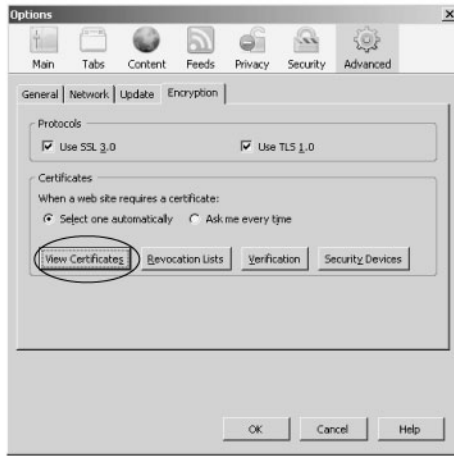 Options
Main Tabs Content Feeds Privacy Security Advanced
General Network Update Encryption
Protocols
Use SSL 3.0 Use TLS 1.0
Certificates
When a web site requires a certificate:
Select one automatically Ask me every time
View Certificates Revocation Lists Verification Security Devices
OK Cancel Help